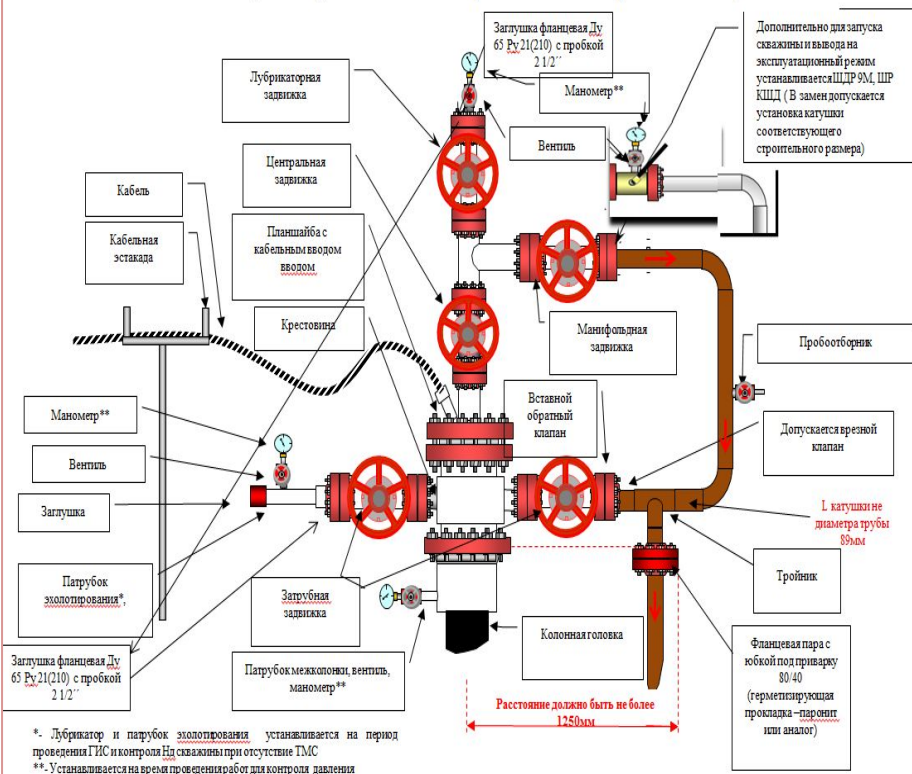 Заглушка фланцевая Ду
65 Ру 21(210) с пробкой
2 1/2´´
Дополнительно для запуска
скважины и вывода на
эксплуатационный режим
устанавливается ШДР 9М, ШР
КШД ( В замен допускается
установка катушки
соответствующего
строительного размера)
Лубрикаторная
задвижка
Манометр**
Вентиль
Центральная
задвижка
Кабель
Планшайба с
кабельным вводом
вводом
Кабельная
эстакада
Крестовина
Манифольдная
задвижка
Пробоотборник
Вставной
обратный
клапан
Манометр**
Допускается врезной
клапан
Вентиль
Заглушка
L катушки не
диаметра трубы
89мм
Патрубок
эхолотирования*,
Затрубная
задвижка
Тройник
Колонная головка
Заглушка фланцевая Ду
65 Ру 21(210) с пробкой
2 1/2´´
Патрубок межколонки, вентиль,
манометр**
Фланцевая пара с
юбкой под приварку
80/40
(герметизирующая
прокладка –паронит
или аналог)
Расстояние должно быть не более
1250мм
*- Лубрикатор и патрубок эхолотирования устанавливается на период
проведения ГИС и контроля Нд скважины при отсутствие ТМС
**- Устанавливается на время проведения работ для контроля давления